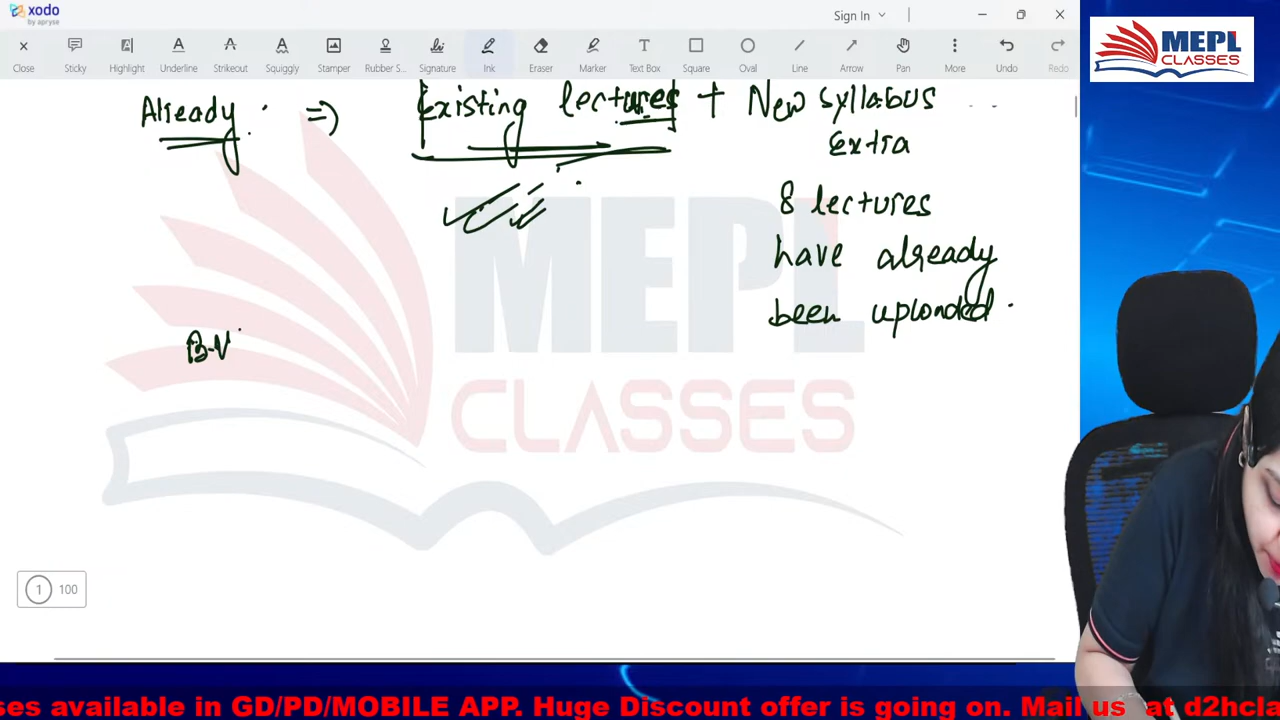 xodo
by apryse
Sign In
Close Sticky Highlight Underline Strikeout Squiggly Stamper Rubber Signature Eraser Marker Text Box Square Oval Line Arrow Pan More Undo Redo
MEPL
CLASSES
Already => Existing lectures + New syllabus
Extra
8 lectures
have already
been uploaded
B.V
MEPL
CLASSES
1 100
ses available in GD/PD/MOBILE APP. Huge Discount offer is going on. Mail us at d2hcla